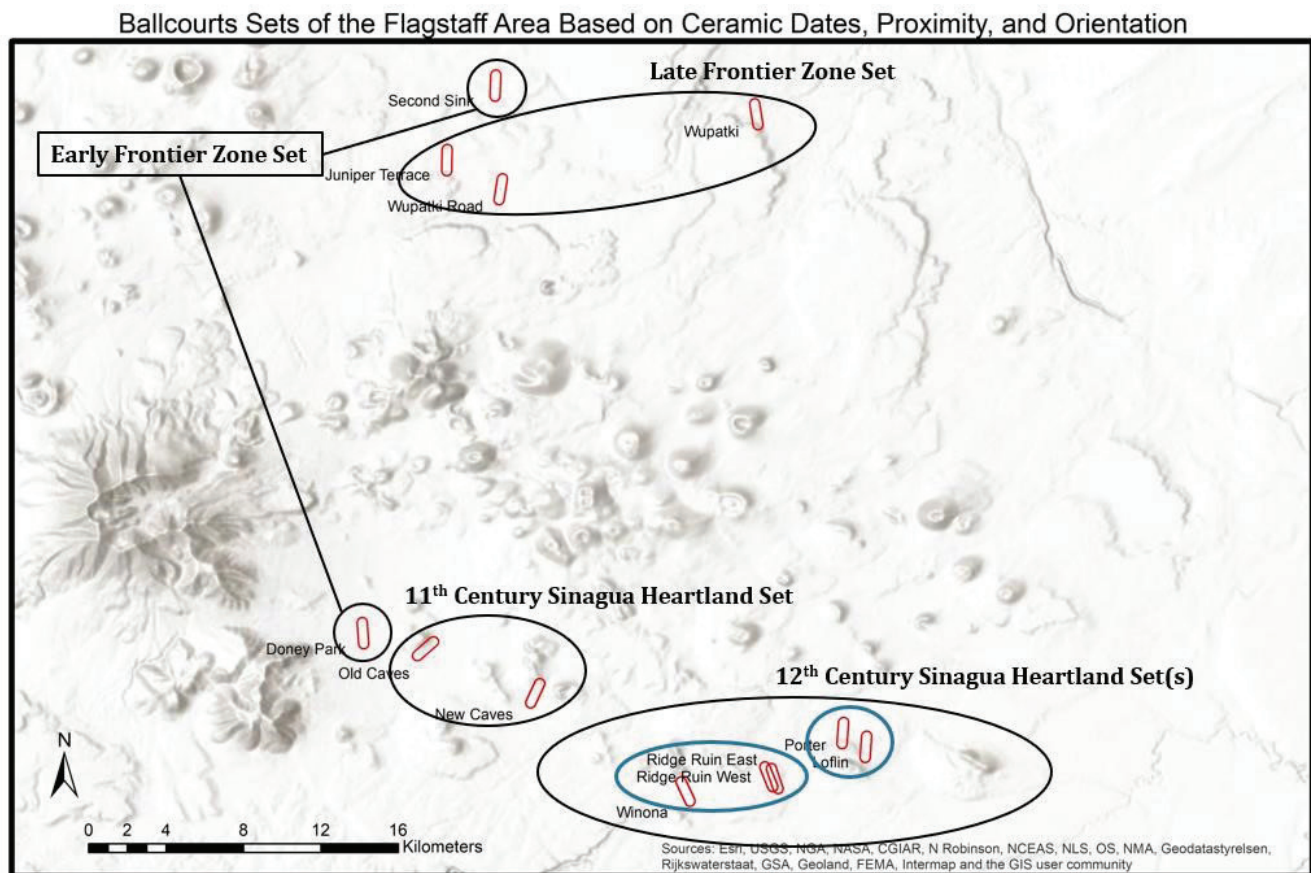 Ballcourts Sets of the Flagstaff Area Based on Ceramic Dates, Proximity, and Orientation
Late Frontier Zone Set
Second Sink
Wupatki
Early Frontier Zone Set
Juniper Terrace
Wupatki Road
11th Century Sinagua Heartland Set
Doney Park
Old Caves
New Caves
12th Century Sinagua Heartland Set(s)
Porter
Loflin
Ridge Ruin East
Ridge Ruin West
Winona
N
0 2 4 8 12 16
Kilometers
Sources: Esri, USGS, NGA, NASA, CGIAR, N Robinson, NCEAS, NLS, OS, NMA, Geodatastyrelsen,
Rijkswaterstaat, GSA, Geoland, FEMA, Intermap and the GIS user community